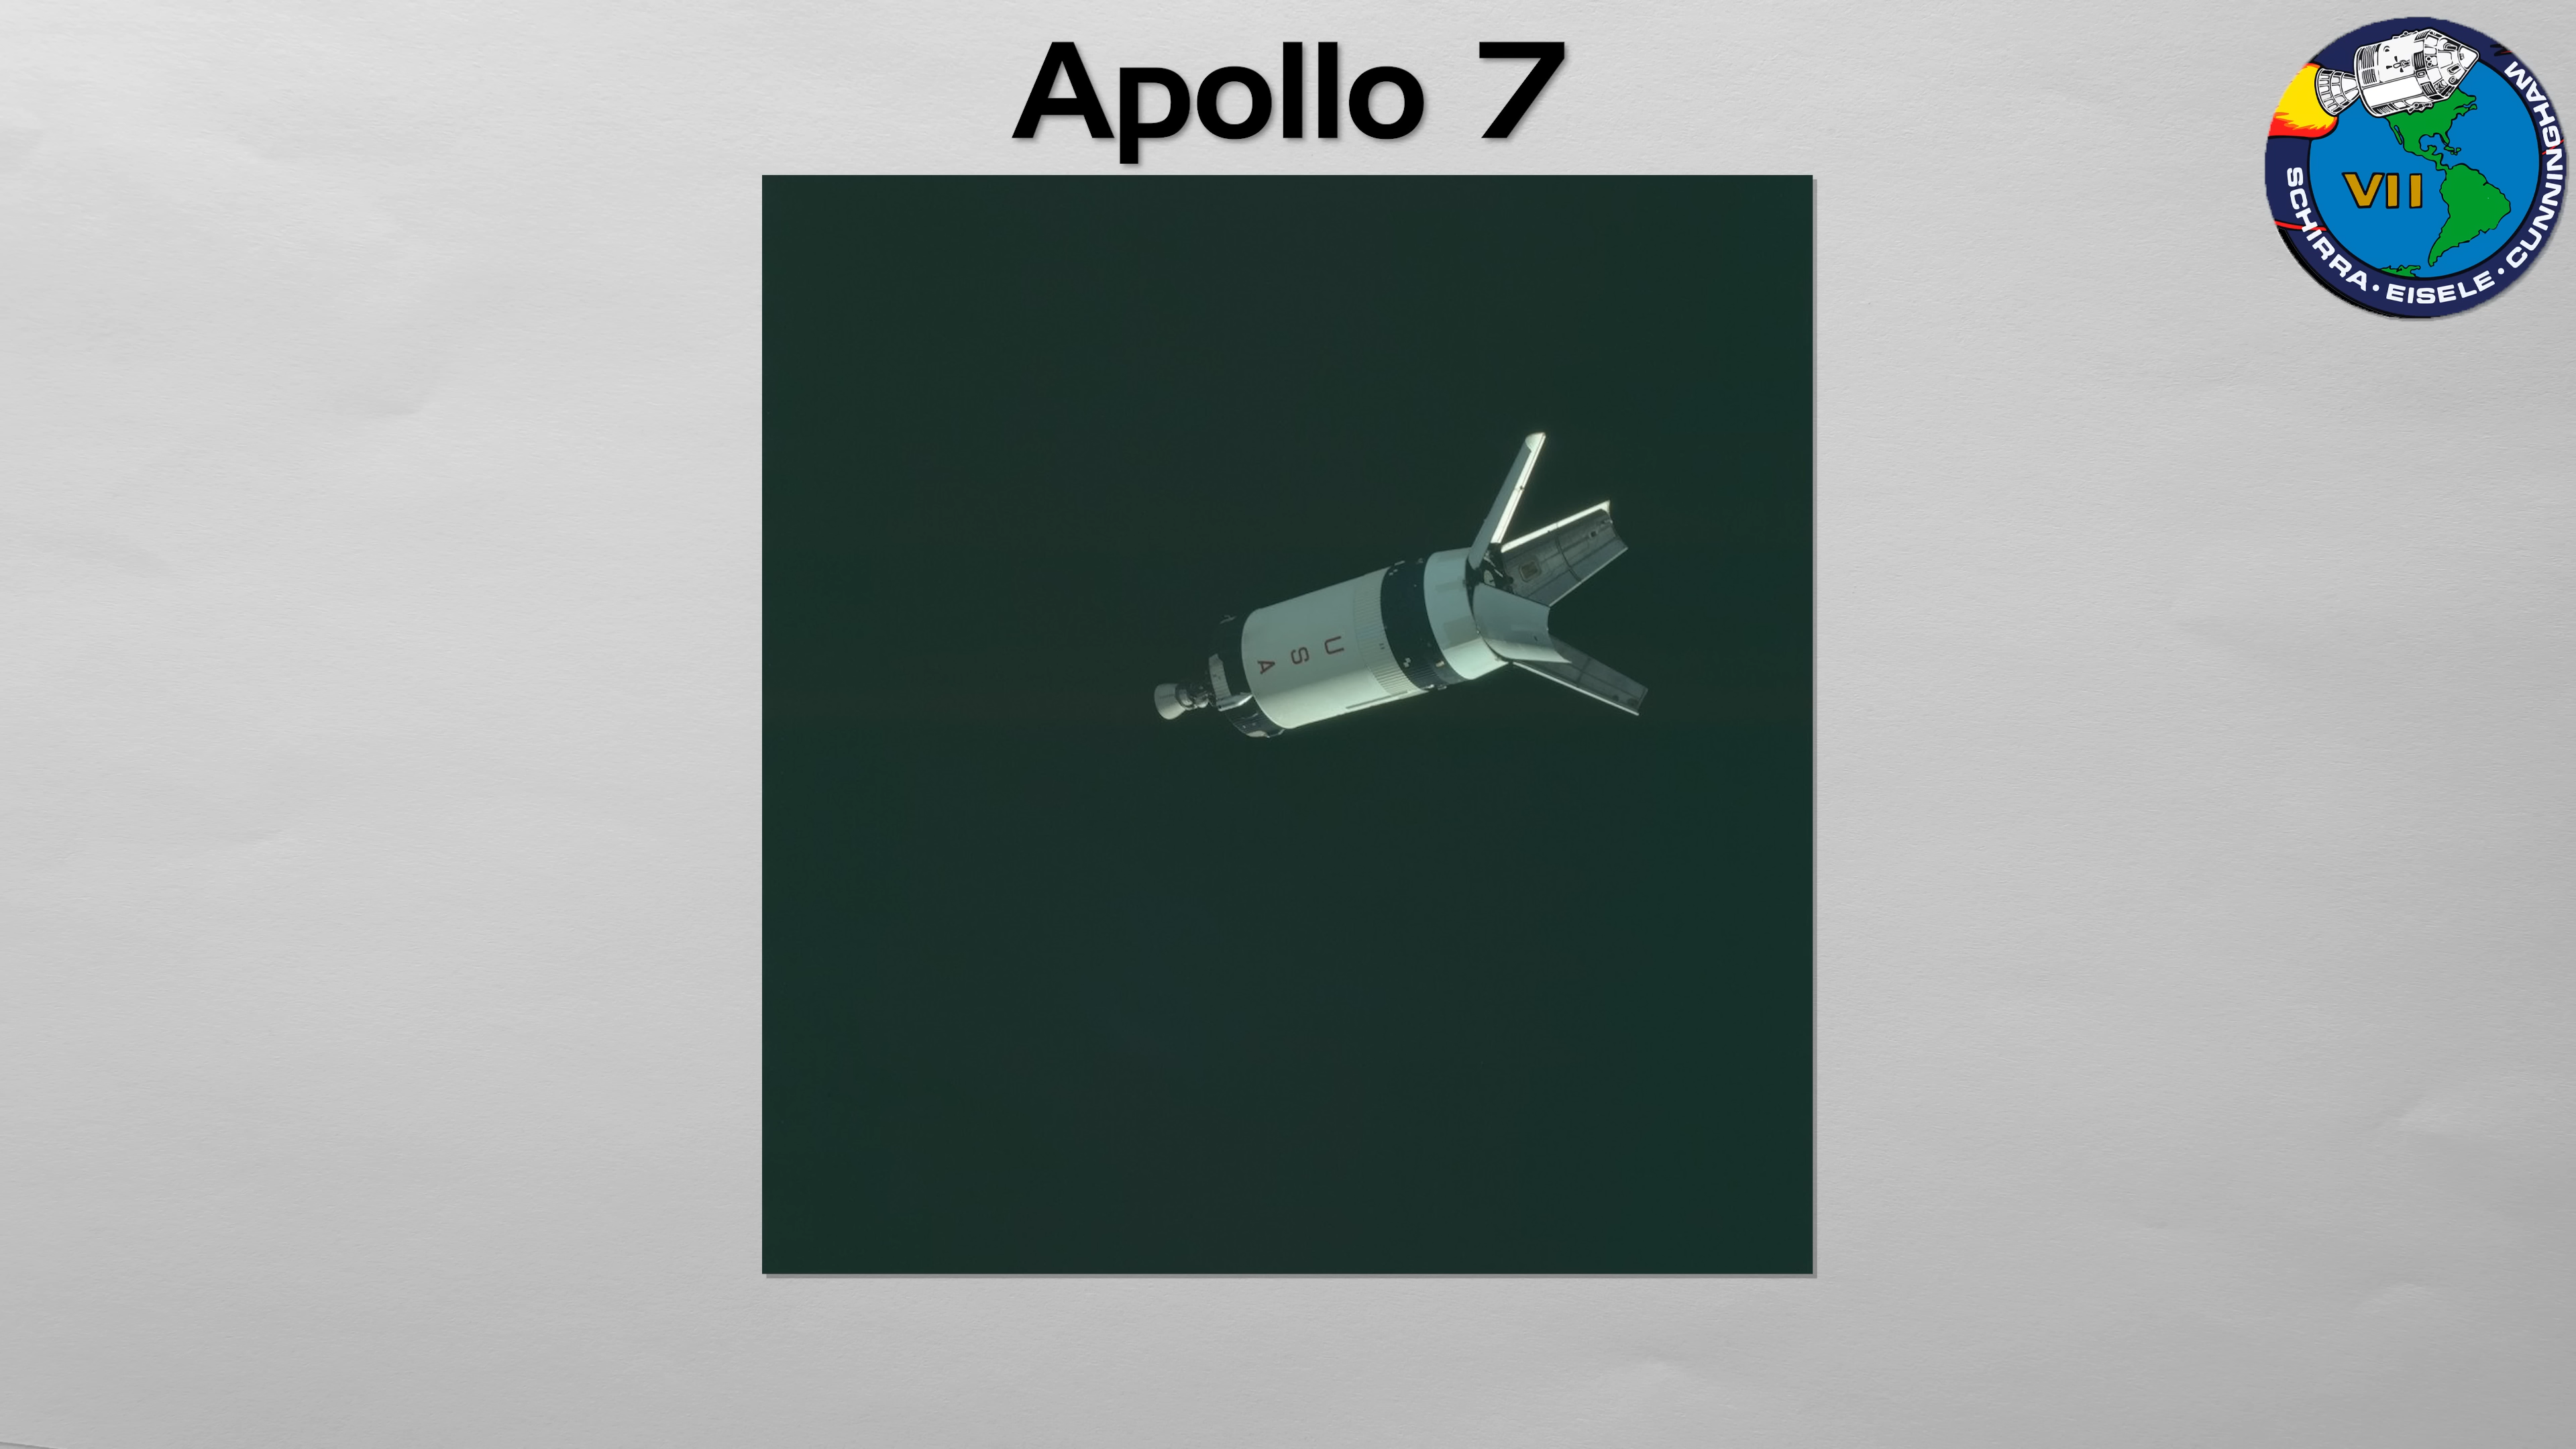 Apollo 7
VII
SCHIRRA • EISELE • CUNNINGHAM
U S A